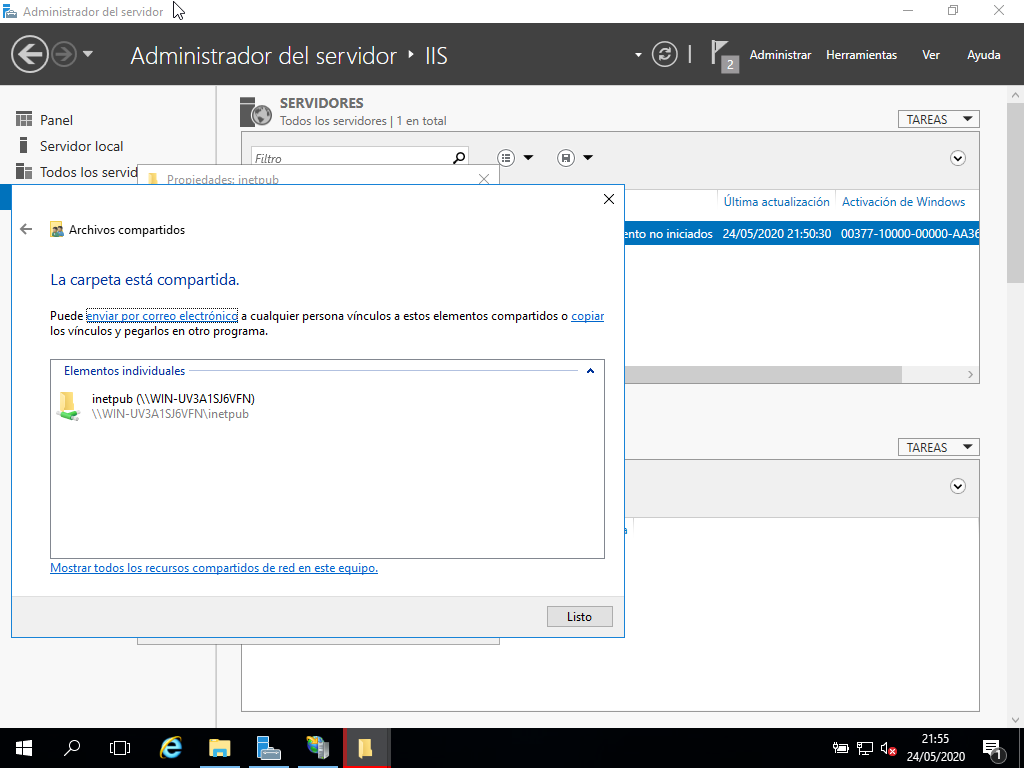 Administrador del servidor
Administrador del servidor ‣ IIS
2
Administrar Herramientas Ver Ayuda
Panel
Servidor local
Todos los servid
SERVIDORES
Todos los servidores | 1 en total
TAREAS
Filtro
Última actualización Activación de Windows
ento no iniciados 24/05/2020 21:50:30 00377-10000-00000-AA36
Propiedades: inetpub
Archivos compartidos
La carpeta está compartida.
Puede enviar por correo electrónico a cualquier persona vínculos a estos elementos compartidos o copiar
los vínculos y pegarlos en otro programa.
Elementos individuales
inetpub (\\WIN-UV3A1SJ6VFN)
\\WIN-UV3A1SJ6VFN\inetpub
Mostrar todos los recursos compartidos de red en este equipo.
Listo
TAREAS
21:55
24/05/2020
1